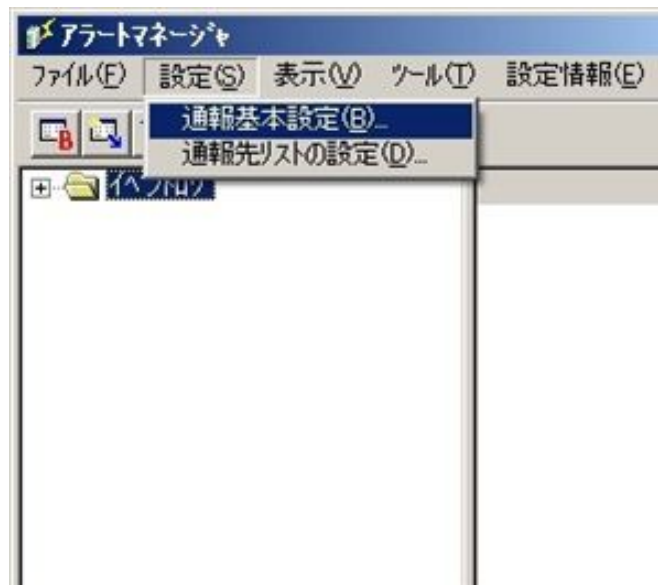 アラートマネージャ
ファイル(F) 設定(S) 表示(V) ツール(T) 設定情報(E)
通報基本設定(B)...
通報先リストの設定(D)...
イベントログ